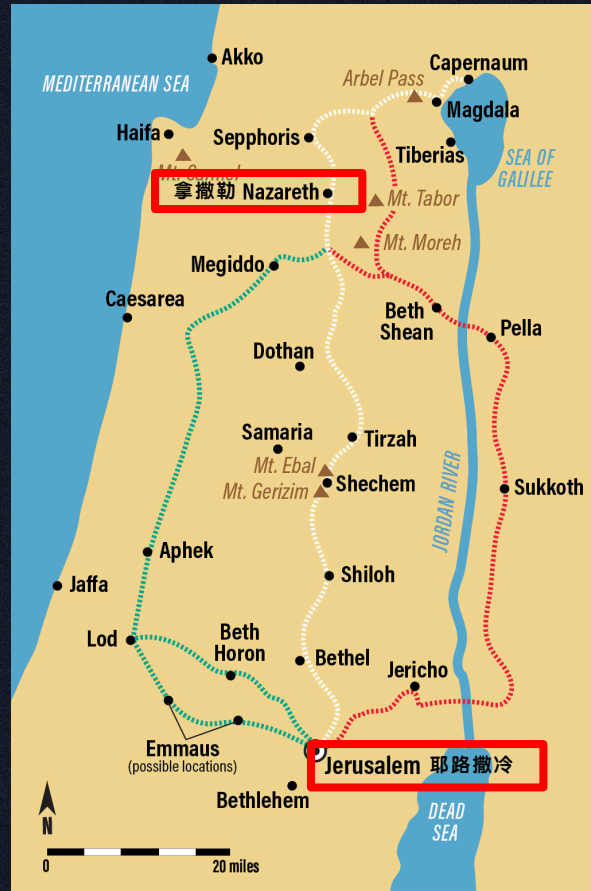 Akko
MEDITERRANEAN SEA
Capernaum
Arbel Pass
Magdala
Haifa
Sepphoris
Tiberias
SEA OF
GALILEE
Mt. Carmel
拿撒勒 Nazareth
Mt. Tabor
Mt. Moreh
Megiddo
Caesarea
Beth
Shean
Pella
Dothan
Samaria
Tirzah
Mt. Ebal
Mt. Gerizim
Shechem
JORDAN RIVER
Sukkoth
Aphek
Jaffa
Shiloh
Lod
Beth
Horon
Bethel
Jericho
Emmaus
(possible locations)
Jerusalem 耶路撒冷
Bethlehem
DEAD
SEA
N
0 20 miles